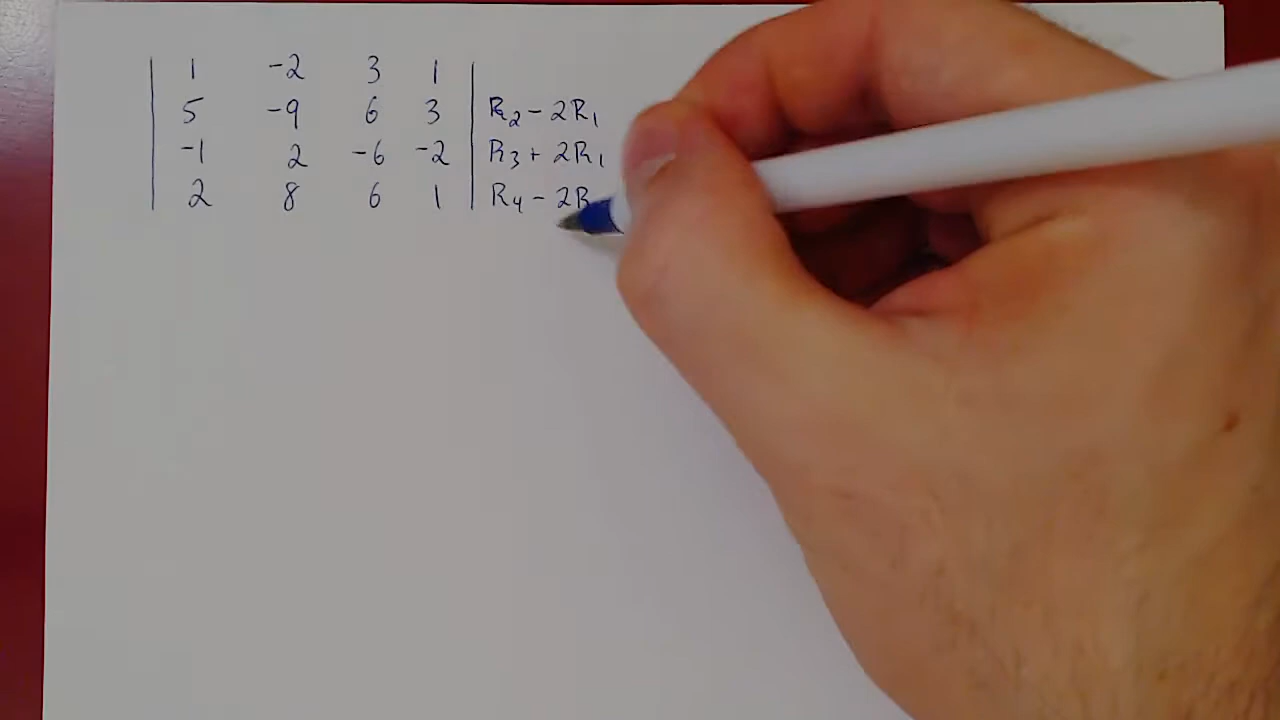 1 -2 3 1
5 -9 6 3 R₂ - 2R₁
-1 2 -6 -2 R₃ + 2R₁
2 8 6 1 R₄ - 2R